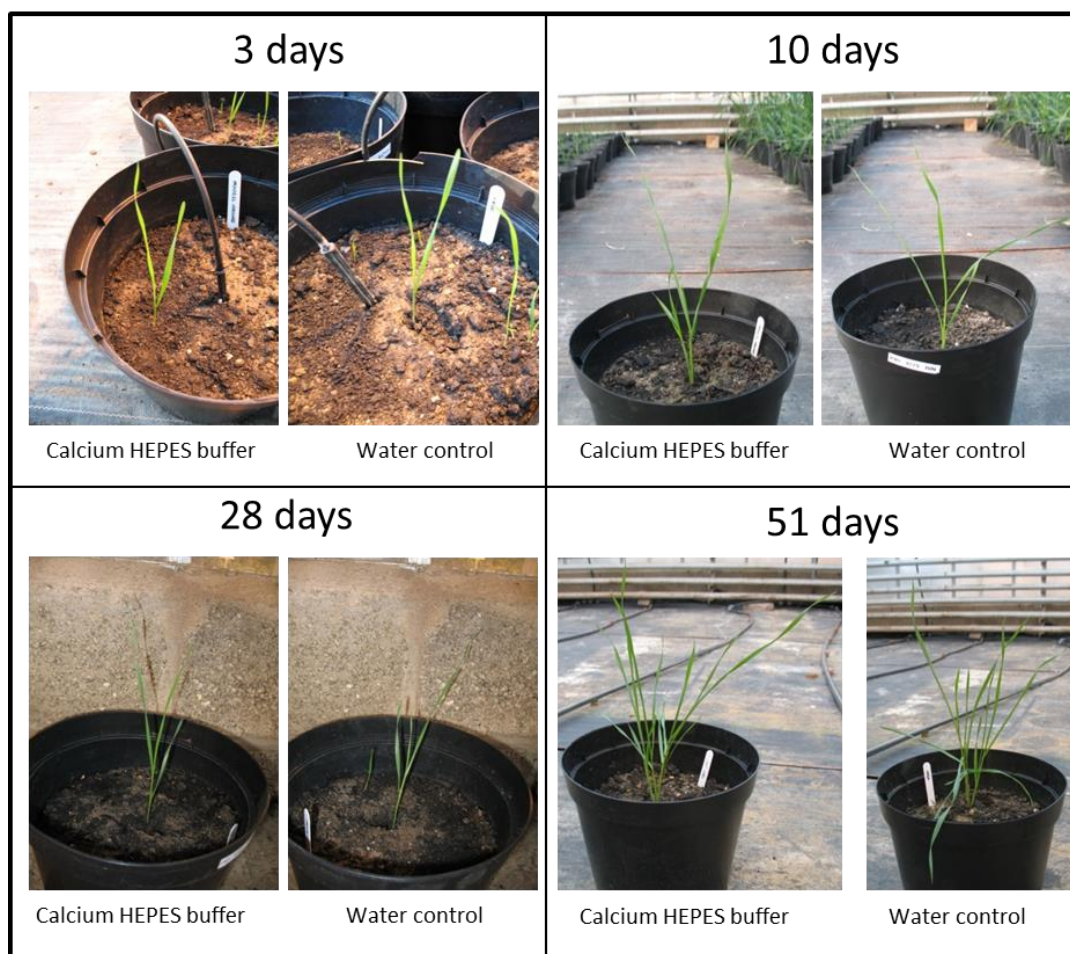 3 days
10 days
Calcium HEPES buffer
Water control
Calcium HEPES buffer
Water control
28 days
51 days
Calcium HEPES buffer
Water control
Calcium HEPES buffer
Water control